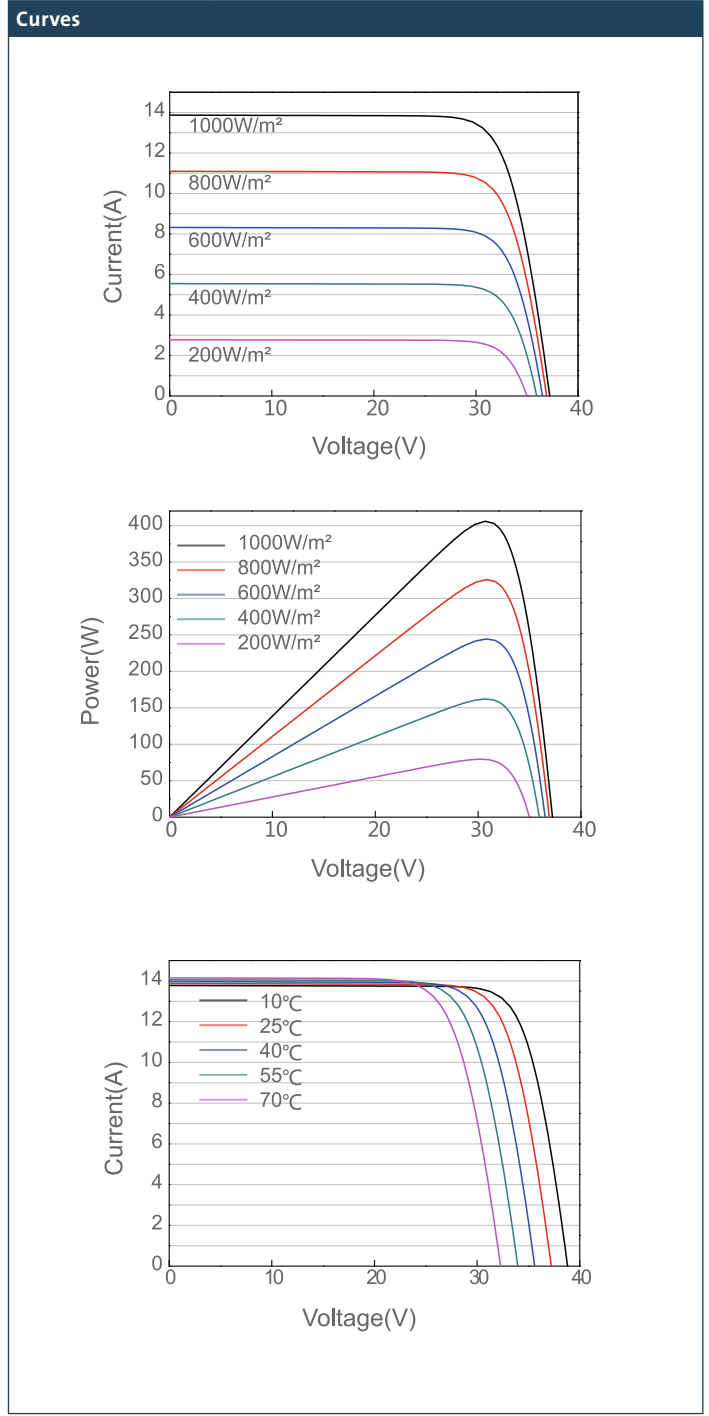 Curves
14
1000W/m²
12
10
800W/m²
8
600W/m²
6
400W/m²
4
2
200W/m²
0
0 10 20 30 40
Current(A)
Voltage(V)
400
350
300
250
200
150
100
50
0
1000W/m²
800W/m²
600W/m²
400W/m²
200W/m²
0 10 20 30 40
Power(W)
Voltage(V)
14
12
10
8
6
4
2
0
10℃
25℃
40℃
55℃
70℃
0 10 20 30 40
Current(A)
Voltage(V)